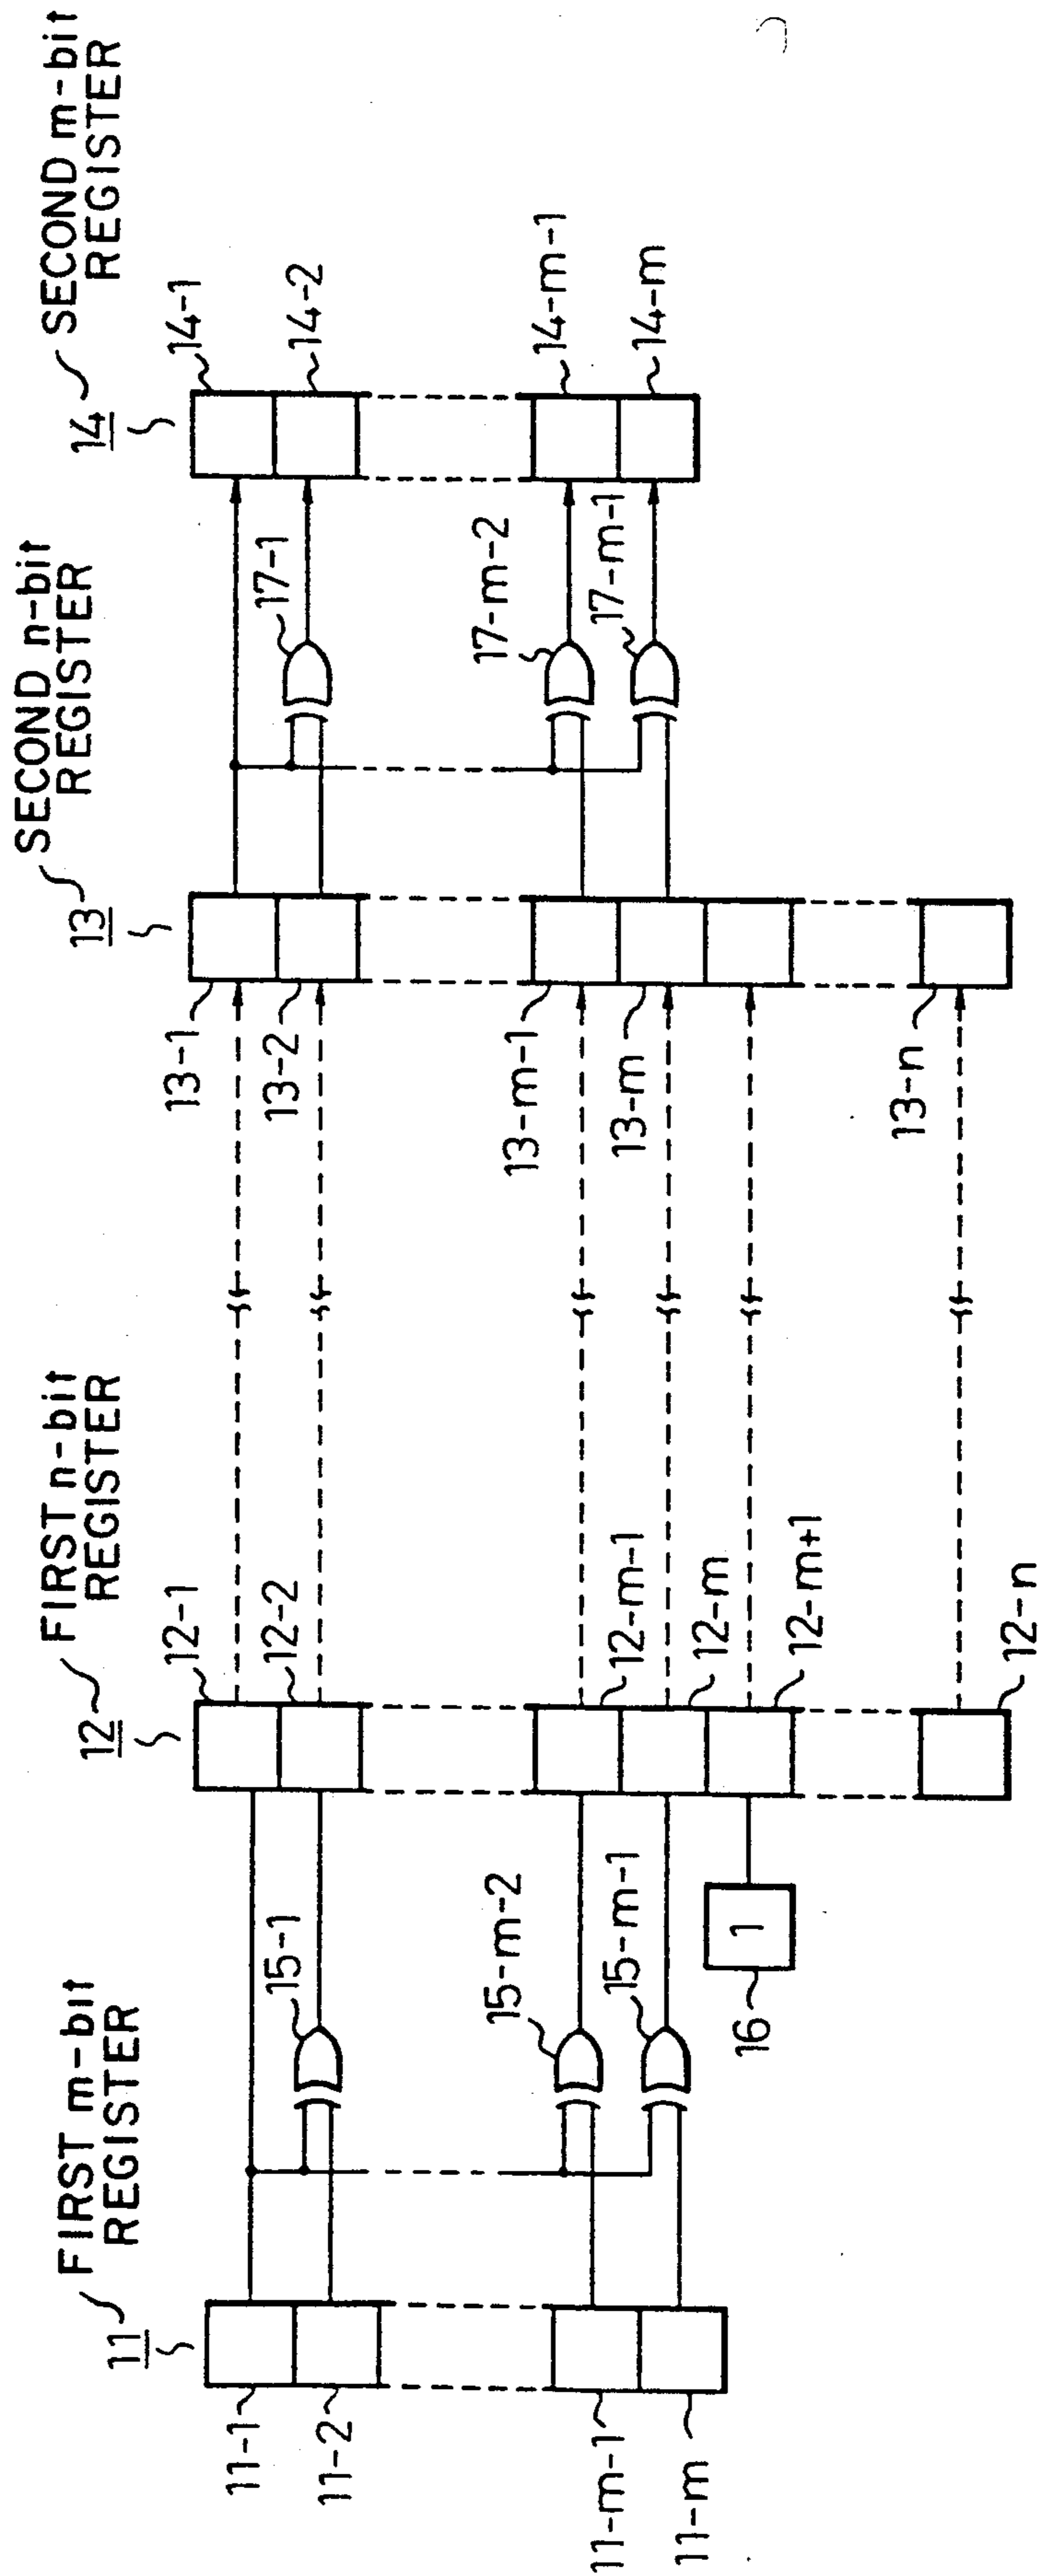 11 FIRST m-bit
REGISTER
12 FIRST n-bit
REGISTER
13 SECOND n-bit
REGISTER
14 SECOND m-bit
REGISTER
11-1
11-2
11-m-1
11-m
15-1
15-m-2
15-m-1
1
16
12-1
12-2
12-m-1
12-m
12-m+1
12-n
13-1
13-2
13-m-1
13-m
13-n
17-1
17-m-2
17-m-1
14-1
14-2
14-m-1
14-m